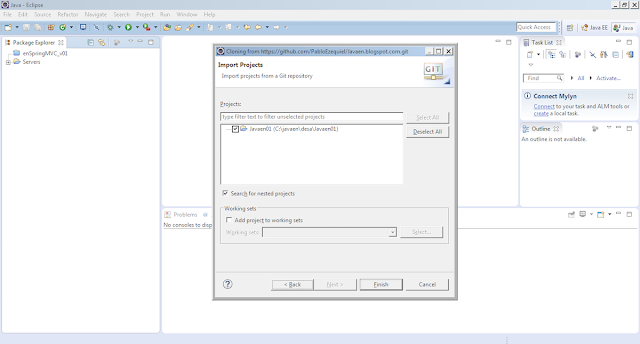 Java - Eclipse
File Edit Source Refactor Navigate Search Project Run Window Help
Quick Access
Java EE
Java
Package Explorer
enSpringMVC_v01
Servers
Cloning from https://github.com/PabloEzequiel/Javaen.blogspot.com.git
Import Projects
Import projects from a Git repository
GIT
Projects:
type filter text to filter unselected projects
Select All
Javaen01 (C:\javaen\desa\Javaen01)
Deselect All
Search for nested projects
Working sets
Add project to working sets
Working sets:
Select...
?
< Back
Next >
Finish
Cancel
Task List
Find
All
Activate...
Connect Mylyn
Connect to your task and ALM tools or
create a local task.
Outline
An outline is not available.
Problems
No consoles to disp